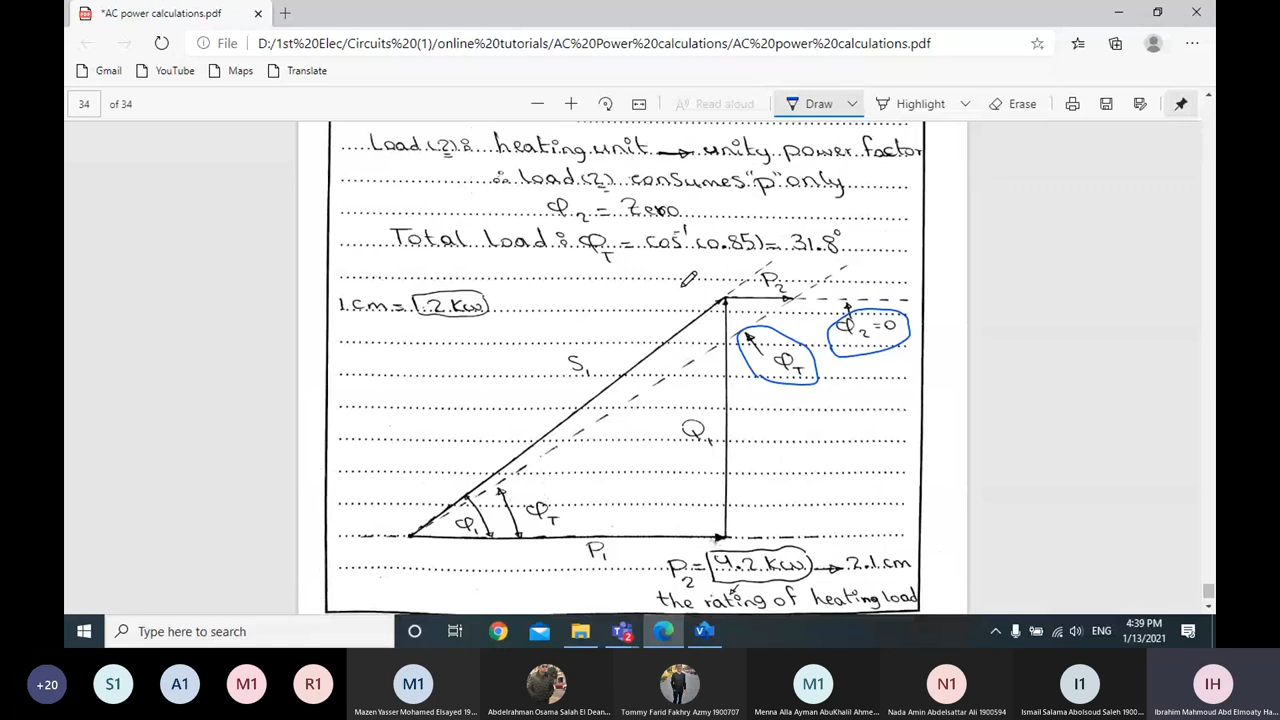 *AC power calculations.pdf
File
D:/1st%20Elec/Circuits%20(1)/online%20tutorials/AC%20Power%20calculations/AC%20power%20calculations.pdf
Gmail YouTube Maps Translate
34 of 34
Read aloud Draw Highlight Erase
Load (2): heating unit → unity power factor
∴ load (2) consumes "P" only
φ2 = Zero
Total load: φT = cos⁻¹(0.85) = 31.8°
P2
1 cm = 2 kW
φ2 = 0
S1
φT
Q1
φ1
φT
P1
P2 = 4.2 kW → 2.1 cm
the rating of heating load
Type here to search
ENG
4:39 PM
1/13/2021
+20 S1 A1 M1 R1 M1 M1 N1 I1 IH
Mazen Yasser Mohammed Elsayed 19... Abdelrahman Osama Salah El Dean... Tommy Farid Fakhry Azmy 1900707 Menna Alla Ayman AbuKhalil Ahme... Nada Amin Abdelsattar Ali 1900594 Ismail Salama Abolsoud Saleh 1900... Ibrahim Mahmoud Abd Elmoaty Ha...